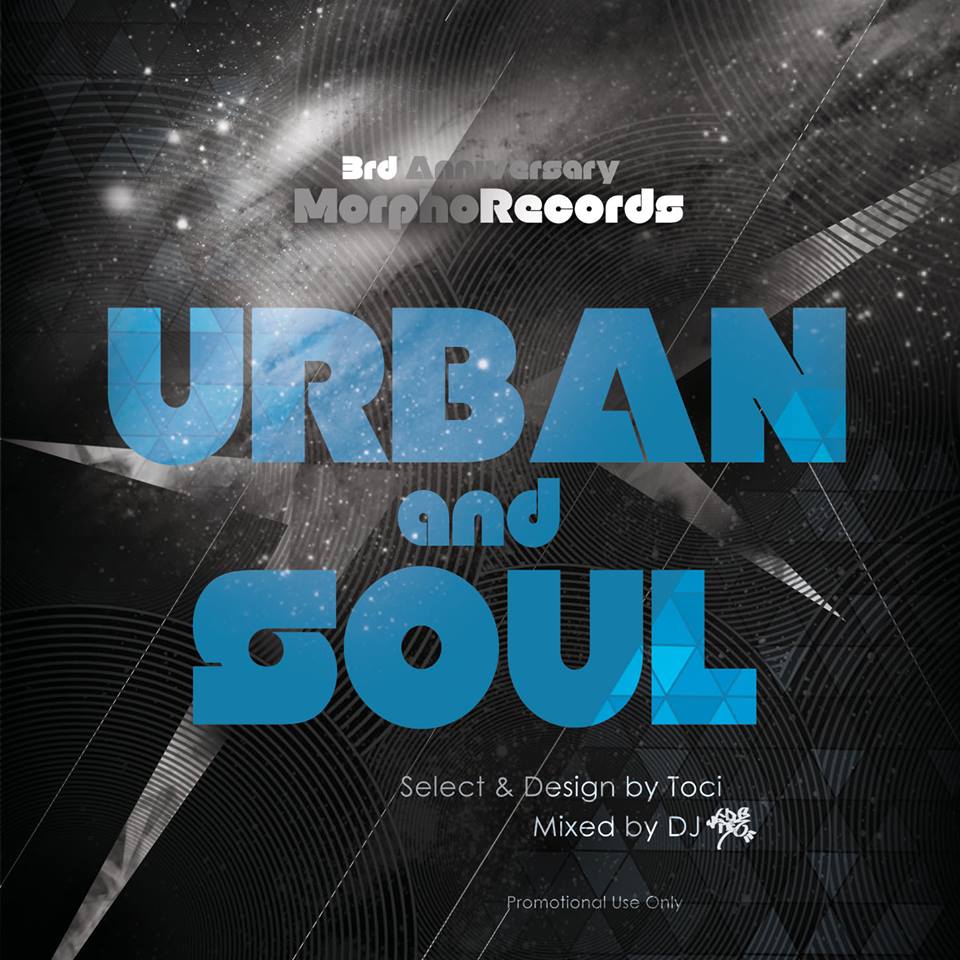 3rd Anniversary
MorphoRecords
URBAN
and
SOUL
Select & Design by Toci
Mixed by DJ
Promotional Use Only